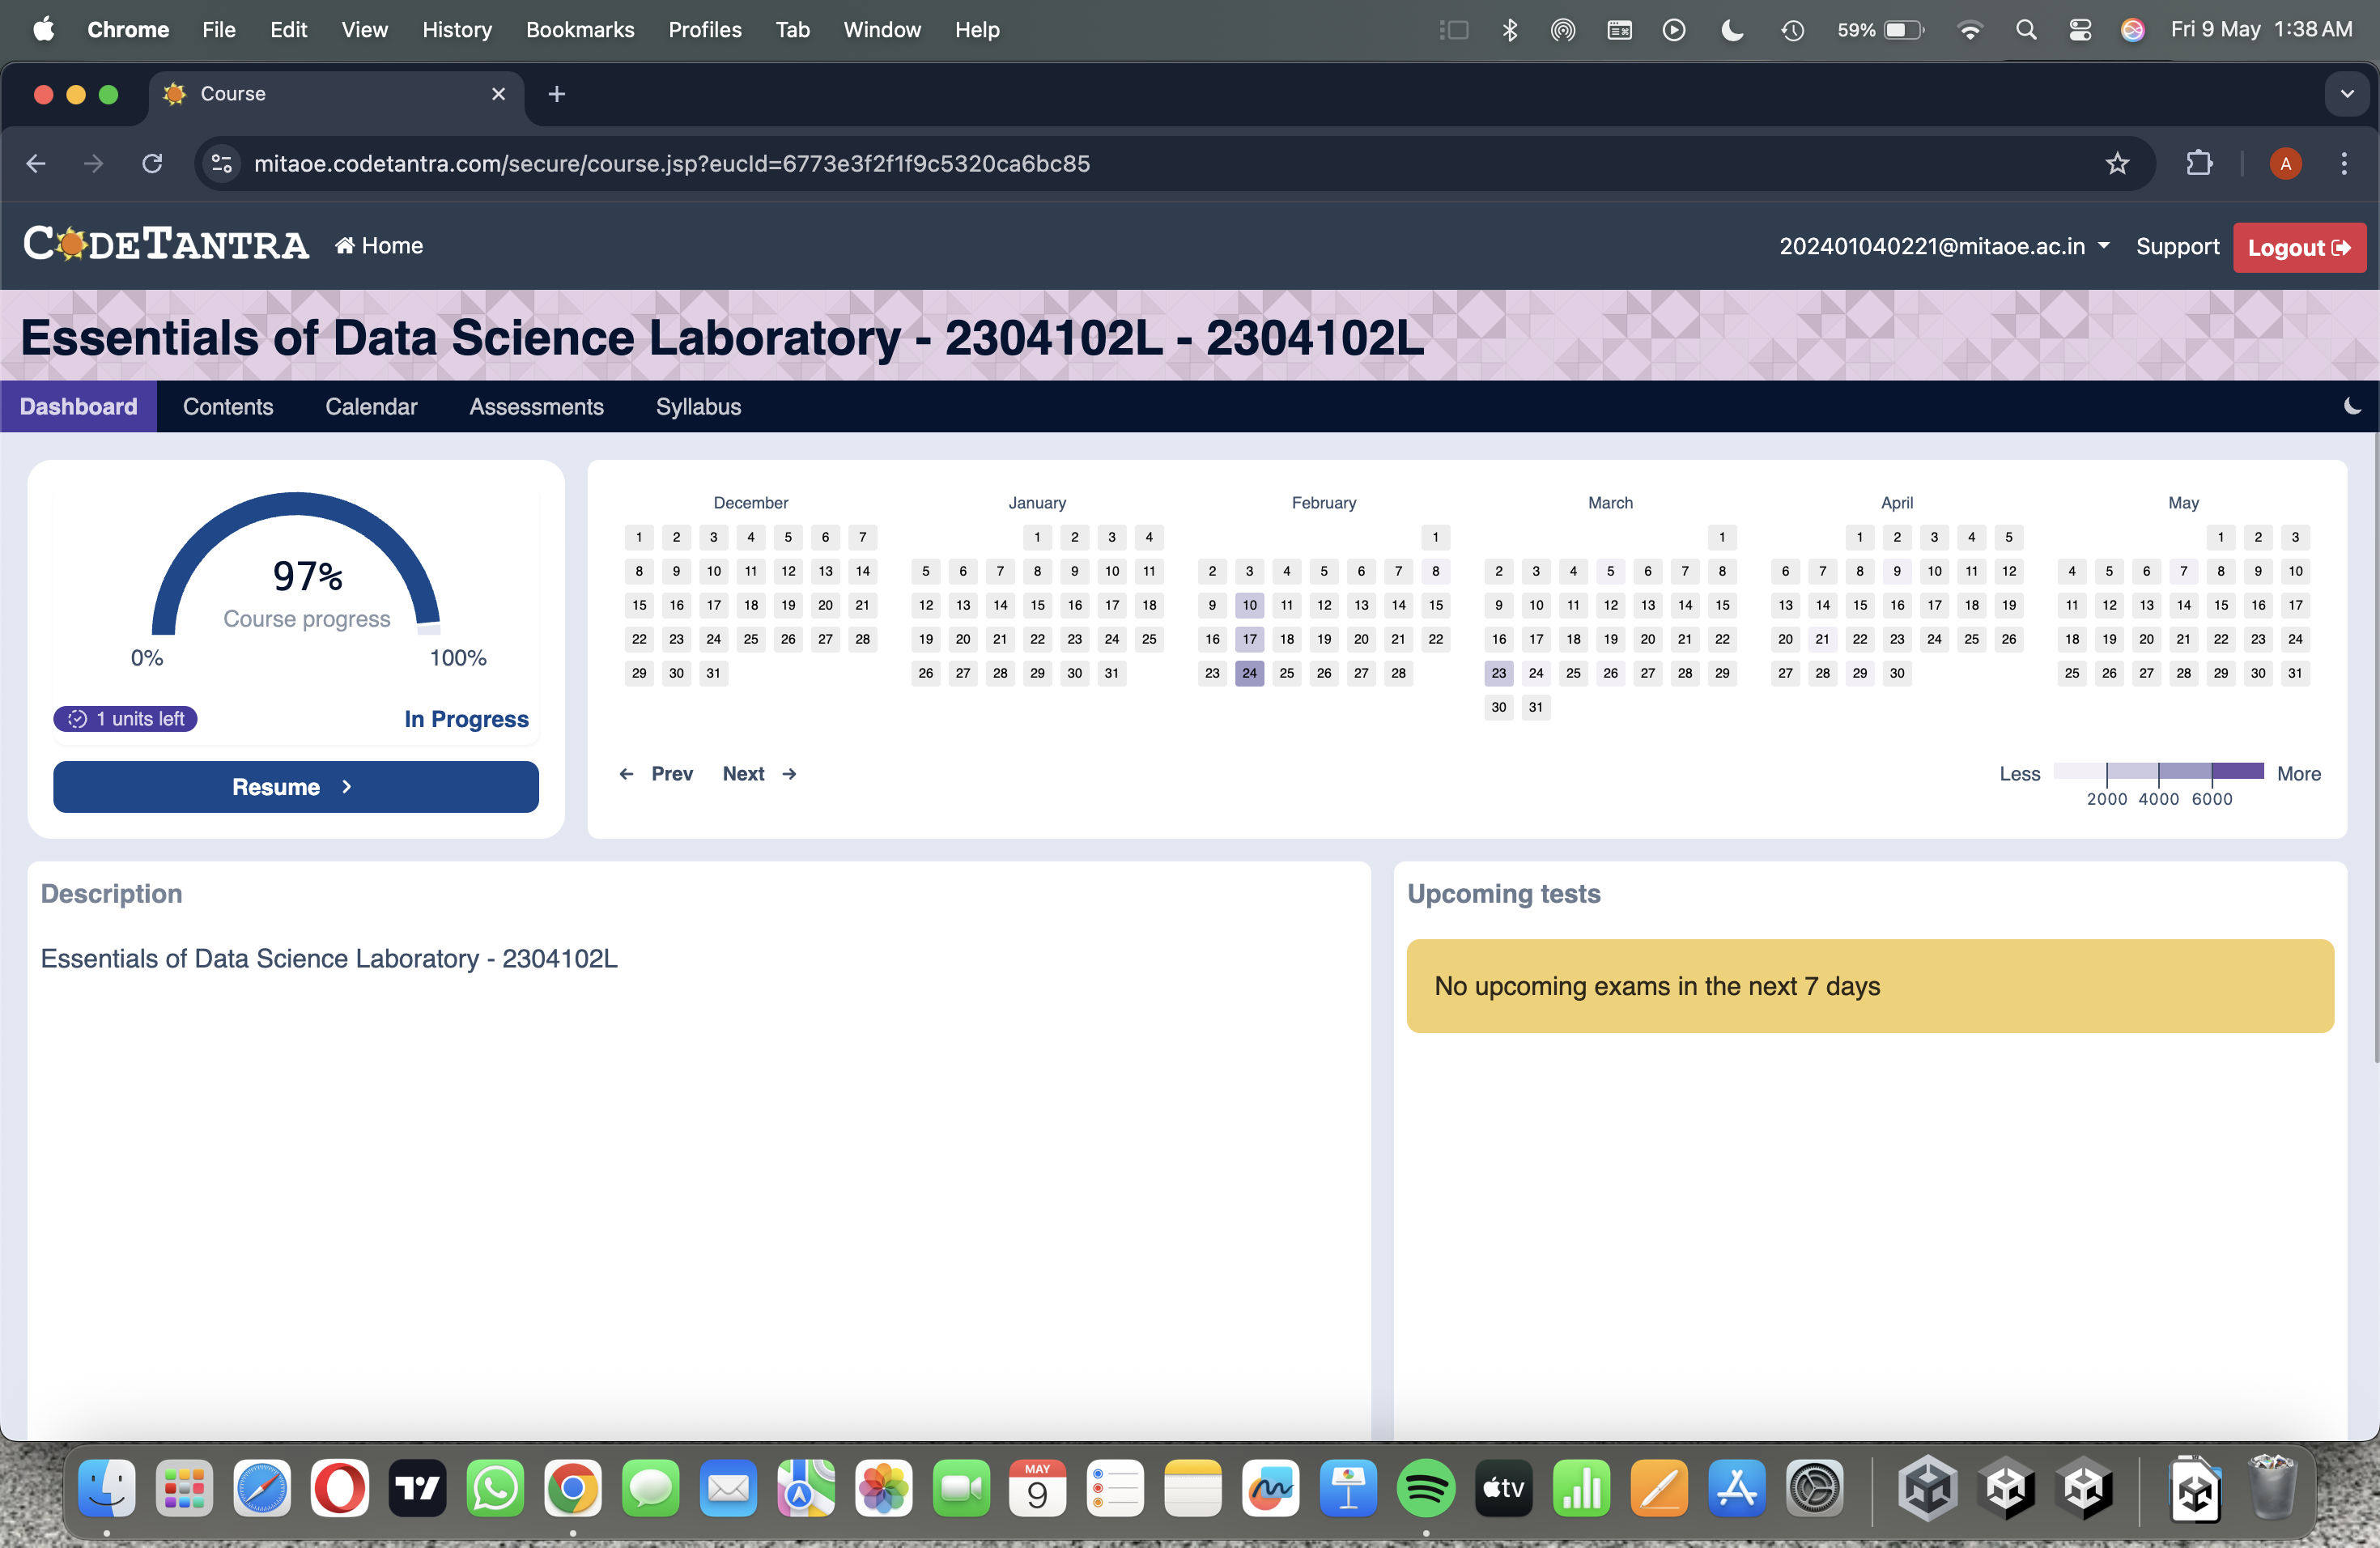 Chrome File Edit View History Bookmarks Profiles Tab Window Help 59% Fri 9 May 1:38 AM
Course
mitaoe.codetantra.com/secure/course.jsp?eucId=6773e3f2f1f9c5320ca6bc85 A
CODETANTRA Home 202401040221@mitaoe.ac.in Support Logout
Essentials of Data Science Laboratory - 2304102L - 2304102L
Dashboard Contents Calendar Assessments Syllabus
97%
Course progress
0% 100%
1 units left In Progress
Resume
December
1 2 3 4 5 6 7
8 9 10 11 12 13 14
15 16 17 18 19 20 21
22 23 24 25 26 27 28
29 30 31
January
1 2 3 4
5 6 7 8 9 10 11
12 13 14 15 16 17 18
19 20 21 22 23 24 25
26 27 28 29 30 31
February
1
2 3 4 5 6 7 8
9 10 11 12 13 14 15
16 17 18 19 20 21 22
23 24 25 26 27 28
March
1
2 3 4 5 6 7 8
9 10 11 12 13 14 15
16 17 18 19 20 21 22
23 24 25 26 27 28 29
30 31
April
1 2 3 4 5
6 7 8 9 10 11 12
13 14 15 16 17 18 19
20 21 22 23 24 25 26
27 28 29 30
May
1 2 3
4 5 6 7 8 9 10
11 12 13 14 15 16 17
18 19 20 21 22 23 24
25 26 27 28 29 30 31
Prev Next
Less More
2000 4000 6000
Description
Essentials of Data Science Laboratory - 2304102L
Upcoming tests
No upcoming exams in the next 7 days
MAY
9
tv